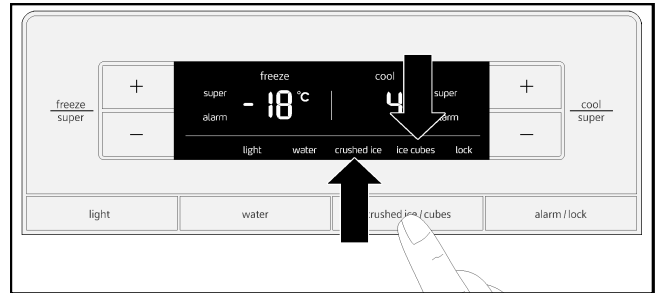 freeze
super
+
−
freeze cool
super super
- 18 °C 4
alarm alarm
light water crushed ice ice cubes lock
+
−
cool
super
light water crushed ice / cubes alarm / lock